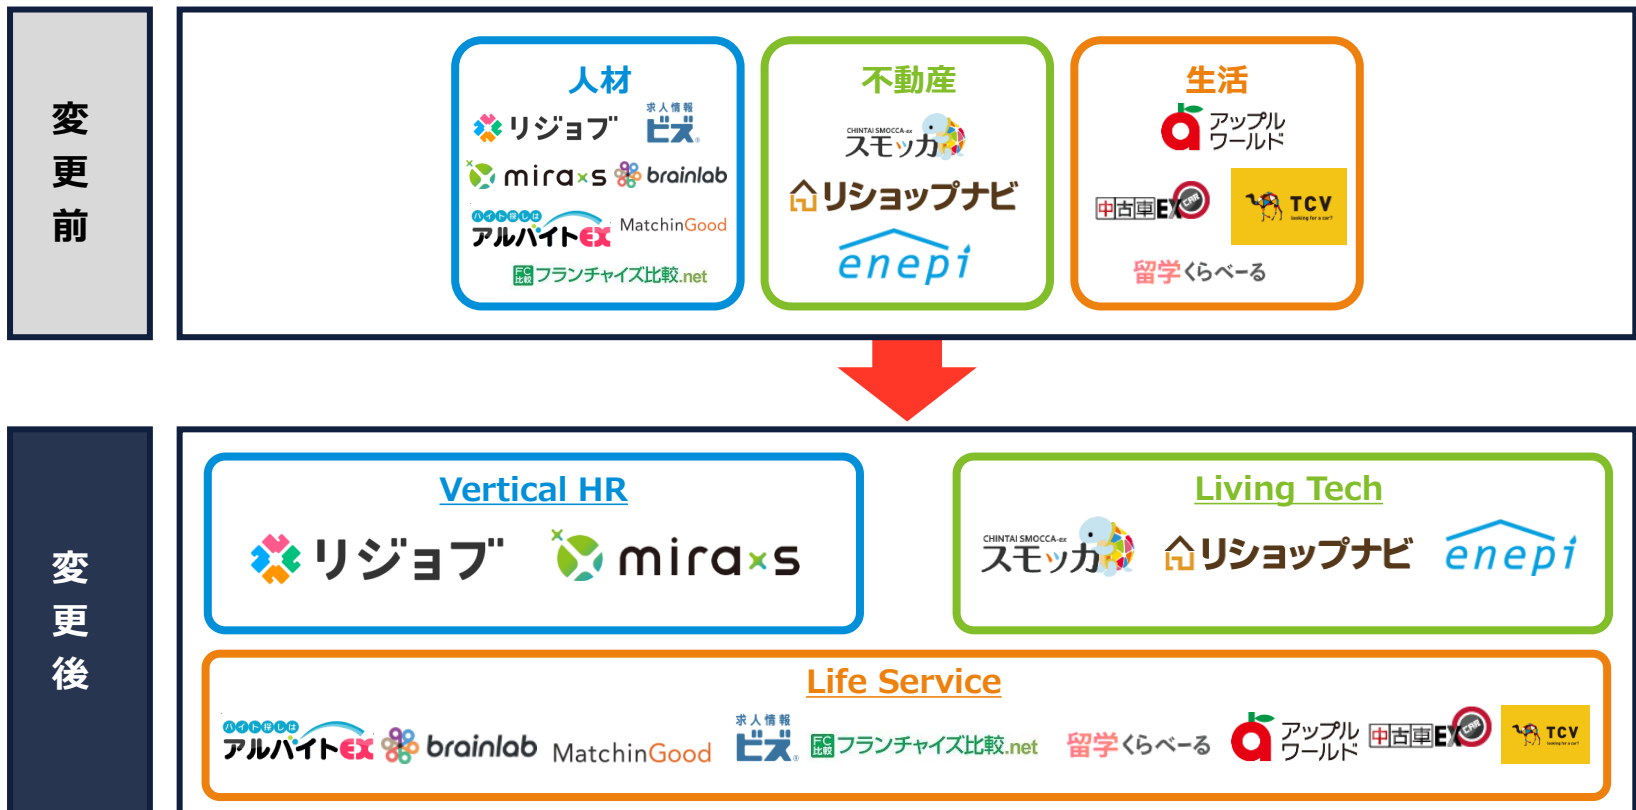 変更前
人材
リジョブ
求人情報
ビズ®
miraxs
brainlab
バイト探しは
アルバイトEX
MatchinGood
FC比較 フランチャイズ比較.net
不動産
CHINTAI SMOCCA-ex
スモッカ
リショップナビ
enepi
生活
アップル
ワールド
中古車EX CAR
TCV
looking for a car?
留学くらべーる
変更後
Vertical HR
リジョブ
miraxs
Living Tech
CHINTAI SMOCCA-ex
スモッカ
リショップナビ
enepi
Life Service
バイト探しは
アルバイトEX
brainlab
MatchinGood
求人情報
ビズ®
FC比較 フランチャイズ比較.net
留学くらべーる
アップル
ワールド
中古車EX CAR
TCV
looking for a car?